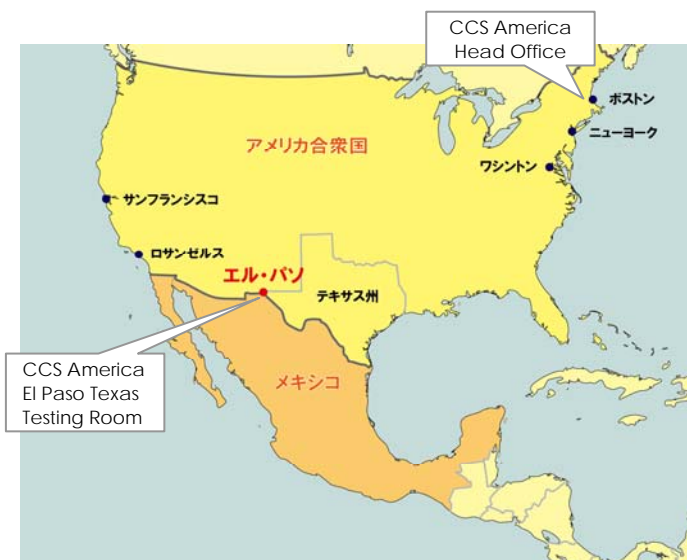 CCS America
Head Office
ボストン
ニューヨーク
アメリカ合衆国
ワシントン
サンフランシスコ
ロサンゼルス
エル・パソ
テキサス州
CCS America
El Paso Texas
Testing Room
メキシコ